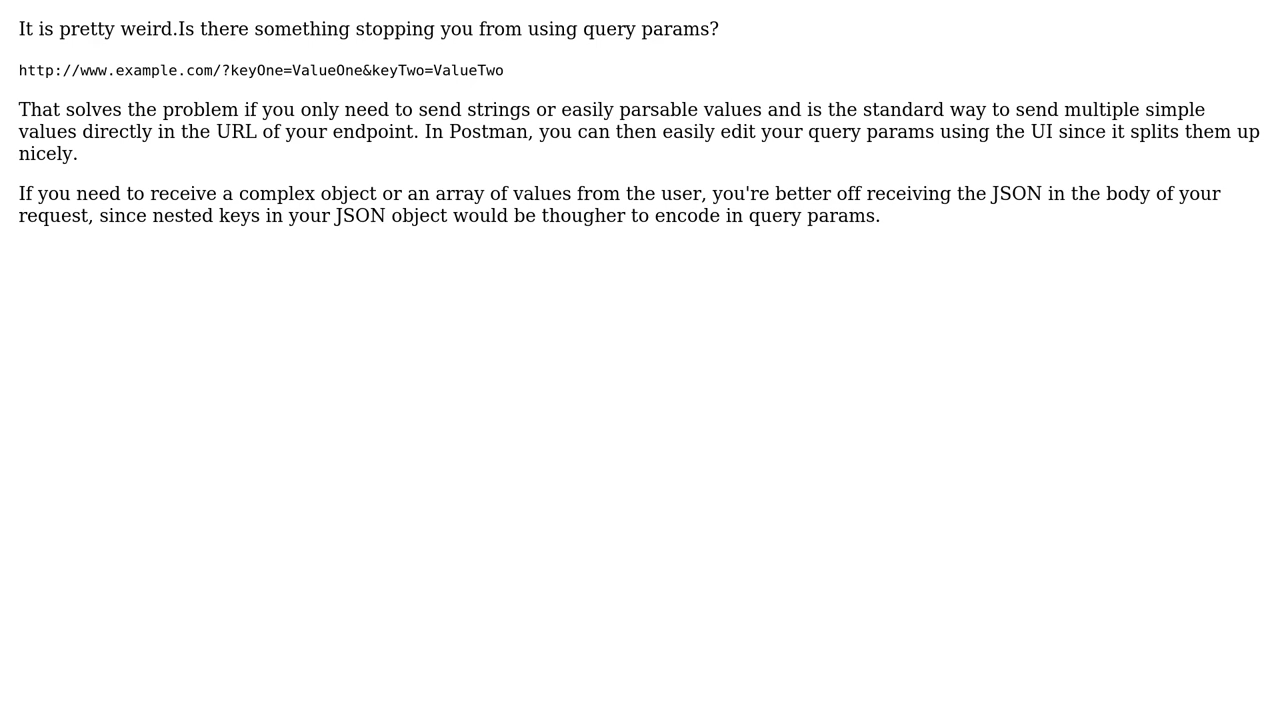 It is pretty weird.Is there something stopping you from using query params?
http://www.example.com/?keyOne=ValueOne&keyTwo=ValueTwo
That solves the problem if you only need to send strings or easily parsable values and is the standard way to send multiple simple
values directly in the URL of your endpoint. In Postman, you can then easily edit your query params using the UI since it splits them up
nicely.
If you need to receive a complex object or an array of values from the user, you're better off receiving the JSON in the body of your
request, since nested keys in your JSON object would be thougher to encode in query params.